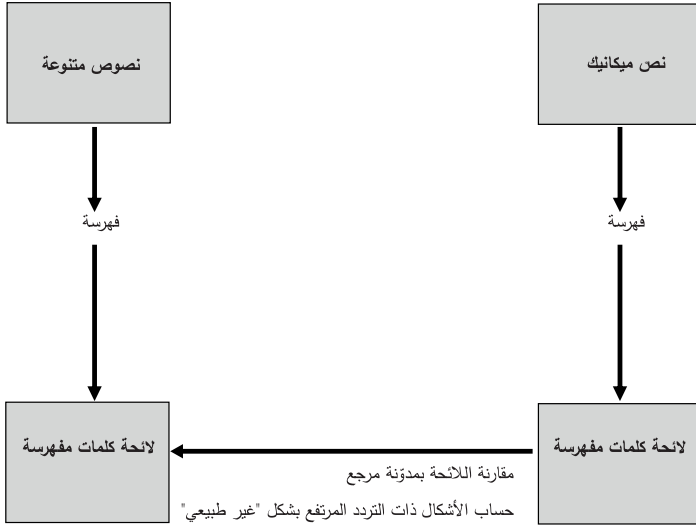 نص ميكانيك
نصوص متنوعة
فهرسة
فهرسة
لائحة كلمات مفهرسة
لائحة كلمات مفهرسة
مقارنة اللائحة بمدوّنة مرجع
حساب الأشكال ذات التردد المرتفع بشكل "غير طبيعي"